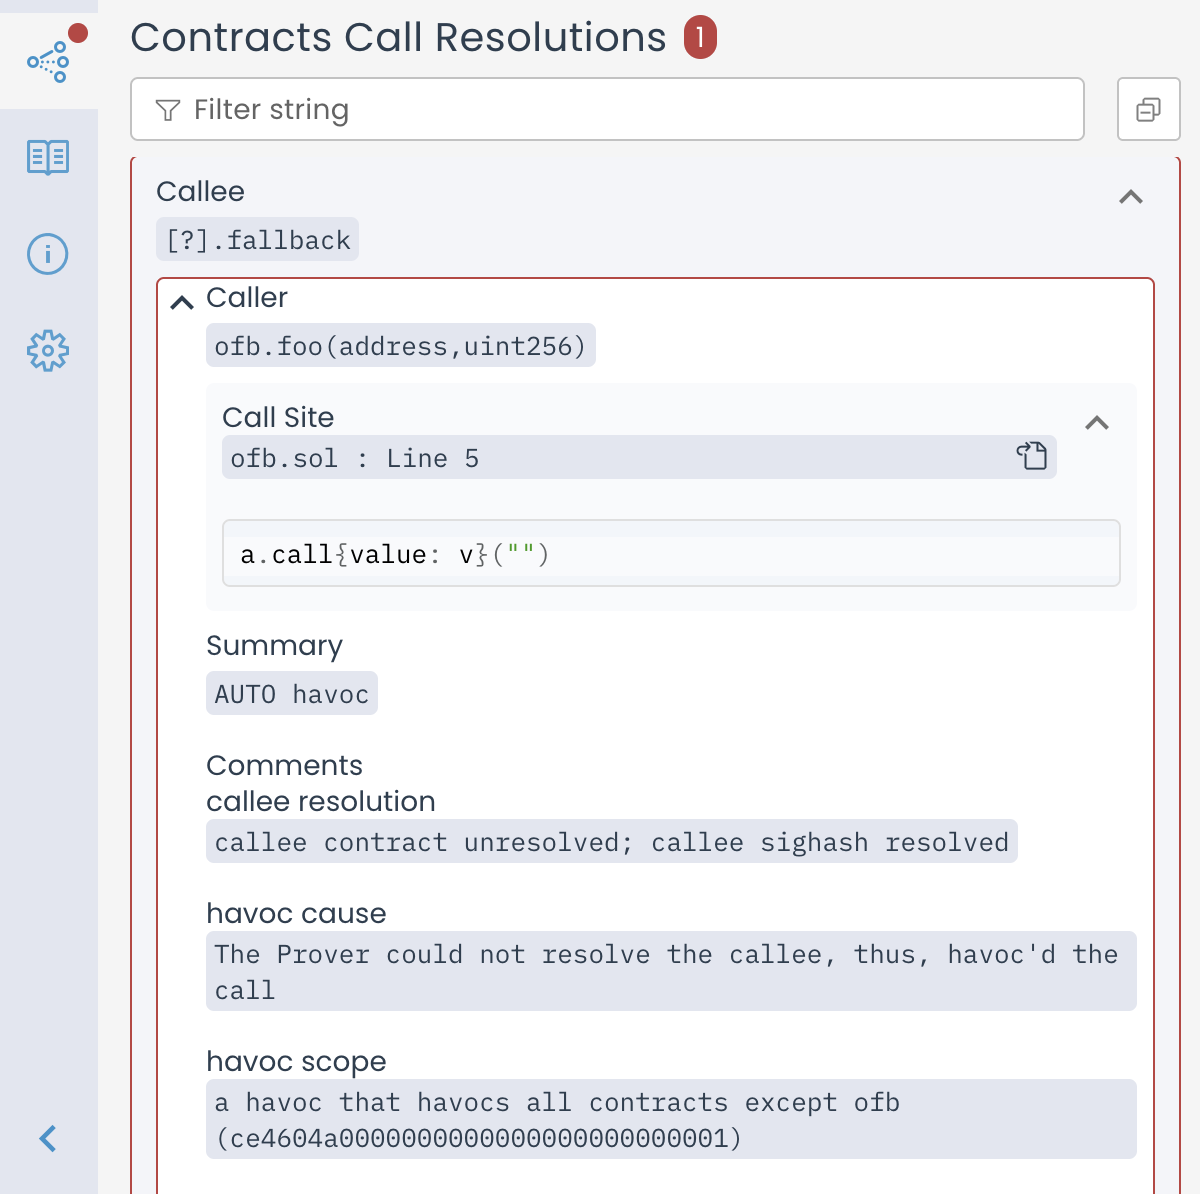 Contracts Call Resolutions 1
Filter string
Callee
[?].fallback
Caller
ofb.foo(address,uint256)
Call Site
ofb.sol : Line 5
a.call{value: v}("")
Summary
AUTO havoc
Comments
callee resolution
callee contract unresolved; callee sighash resolved
havoc cause
The Prover could not resolve the callee, thus, havoc'd the
call
havoc scope
a havoc that havocs all contracts except ofb
(ce4604a0000000000000000000000001)